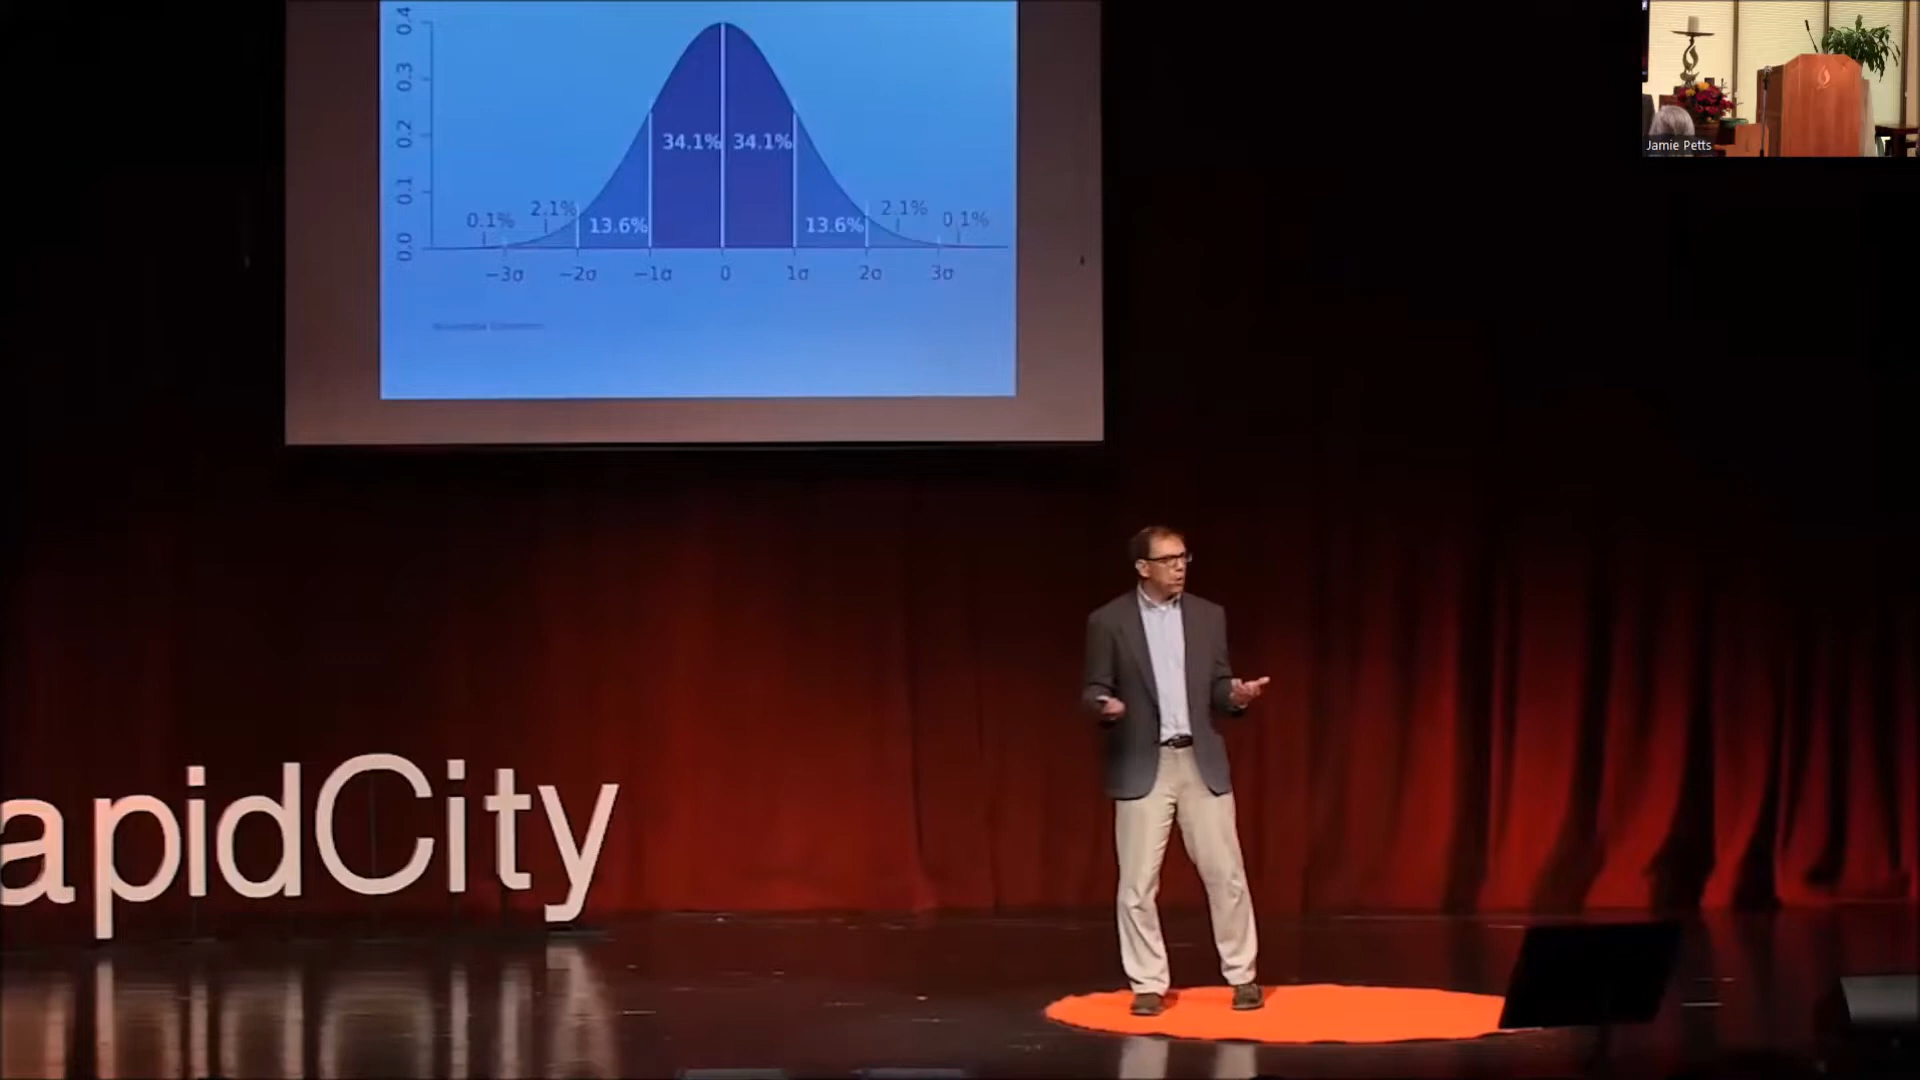 0.4
0.3
0.2
0.1
0.0
34.1% 34.1%
0.1% 2.1% 13.6% 13.6% 2.1% 0.1%
−3σ −2σ −1σ 0 1σ 2σ 3σ
Jamie Petts
apidCity